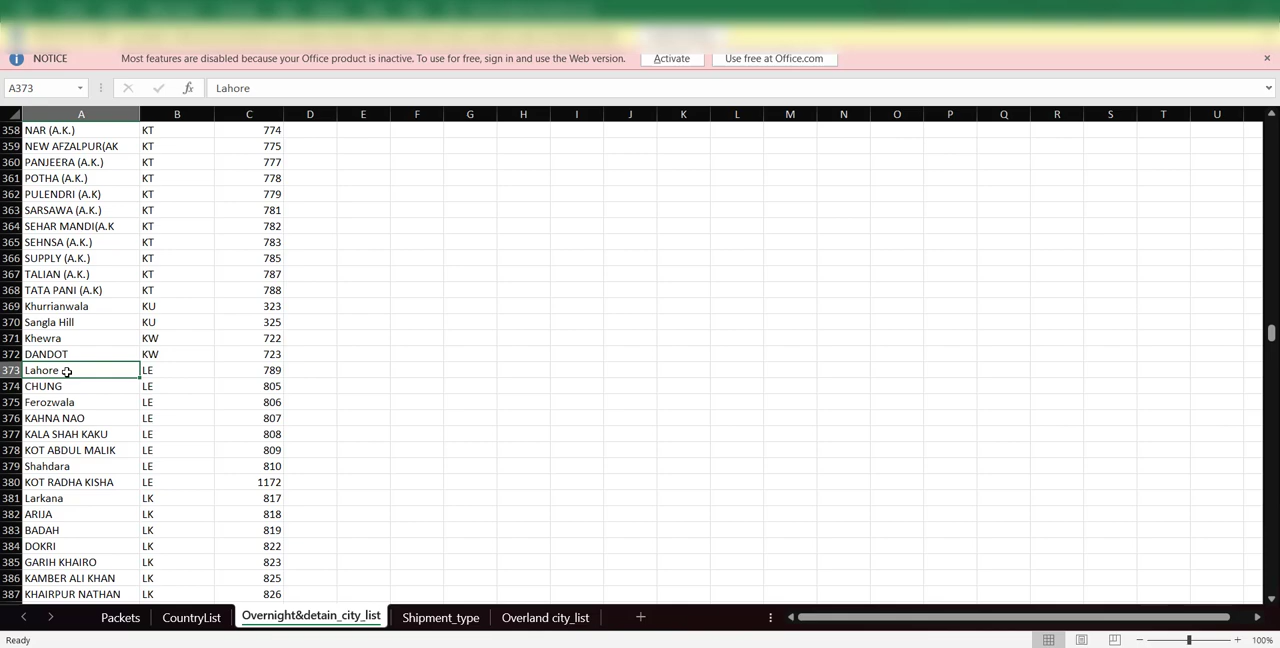 NOTICE Most features are disabled because your Office product is inactive. To use for free, sign in and use the Web version. Activate Use free at Office.com
A373 fx Lahore
A B C D E F G H I J K L M N O P Q R S T U
358 NAR (A.K.) KT 774
359 NEW AFZALPUR(AK KT 775
360 PANJEERA (A.K.) KT 777
361 POTHA (A.K.) KT 778
362 PULENDRI (A.K) KT 779
363 SARSAWA (A.K.) KT 781
364 SEHAR MANDI(A.K KT 782
365 SEHNSA (A.K.) KT 783
366 SUPPLY (A.K.) KT 785
367 TALIAN (A.K.) KT 787
368 TATA PANI (A.K) KT 788
369 Khurrianwala KU 323
370 Sangla Hill KU 325
371 Khewra KW 722
372 DANDOT KW 723
373 Lahore LE 789
374 CHUNG LE 805
375 Ferozwala LE 806
376 KAHNA NAO LE 807
377 KALA SHAH KAKU LE 808
378 KOT ABDUL MALIK LE 809
379 Shahdara LE 810
380 KOT RADHA KISHA LE 1172
381 Larkana LK 817
382 ARIJA LK 818
383 BADAH LK 819
384 DOKRI LK 822
385 GARIH KHAIRO LK 823
386 KAMBER ALI KHAN LK 825
387 KHAIRPUR NATHAN LK 826
Packets CountryList Overnight&detain_city_list Shipment_type Overland city_list
Ready 100%